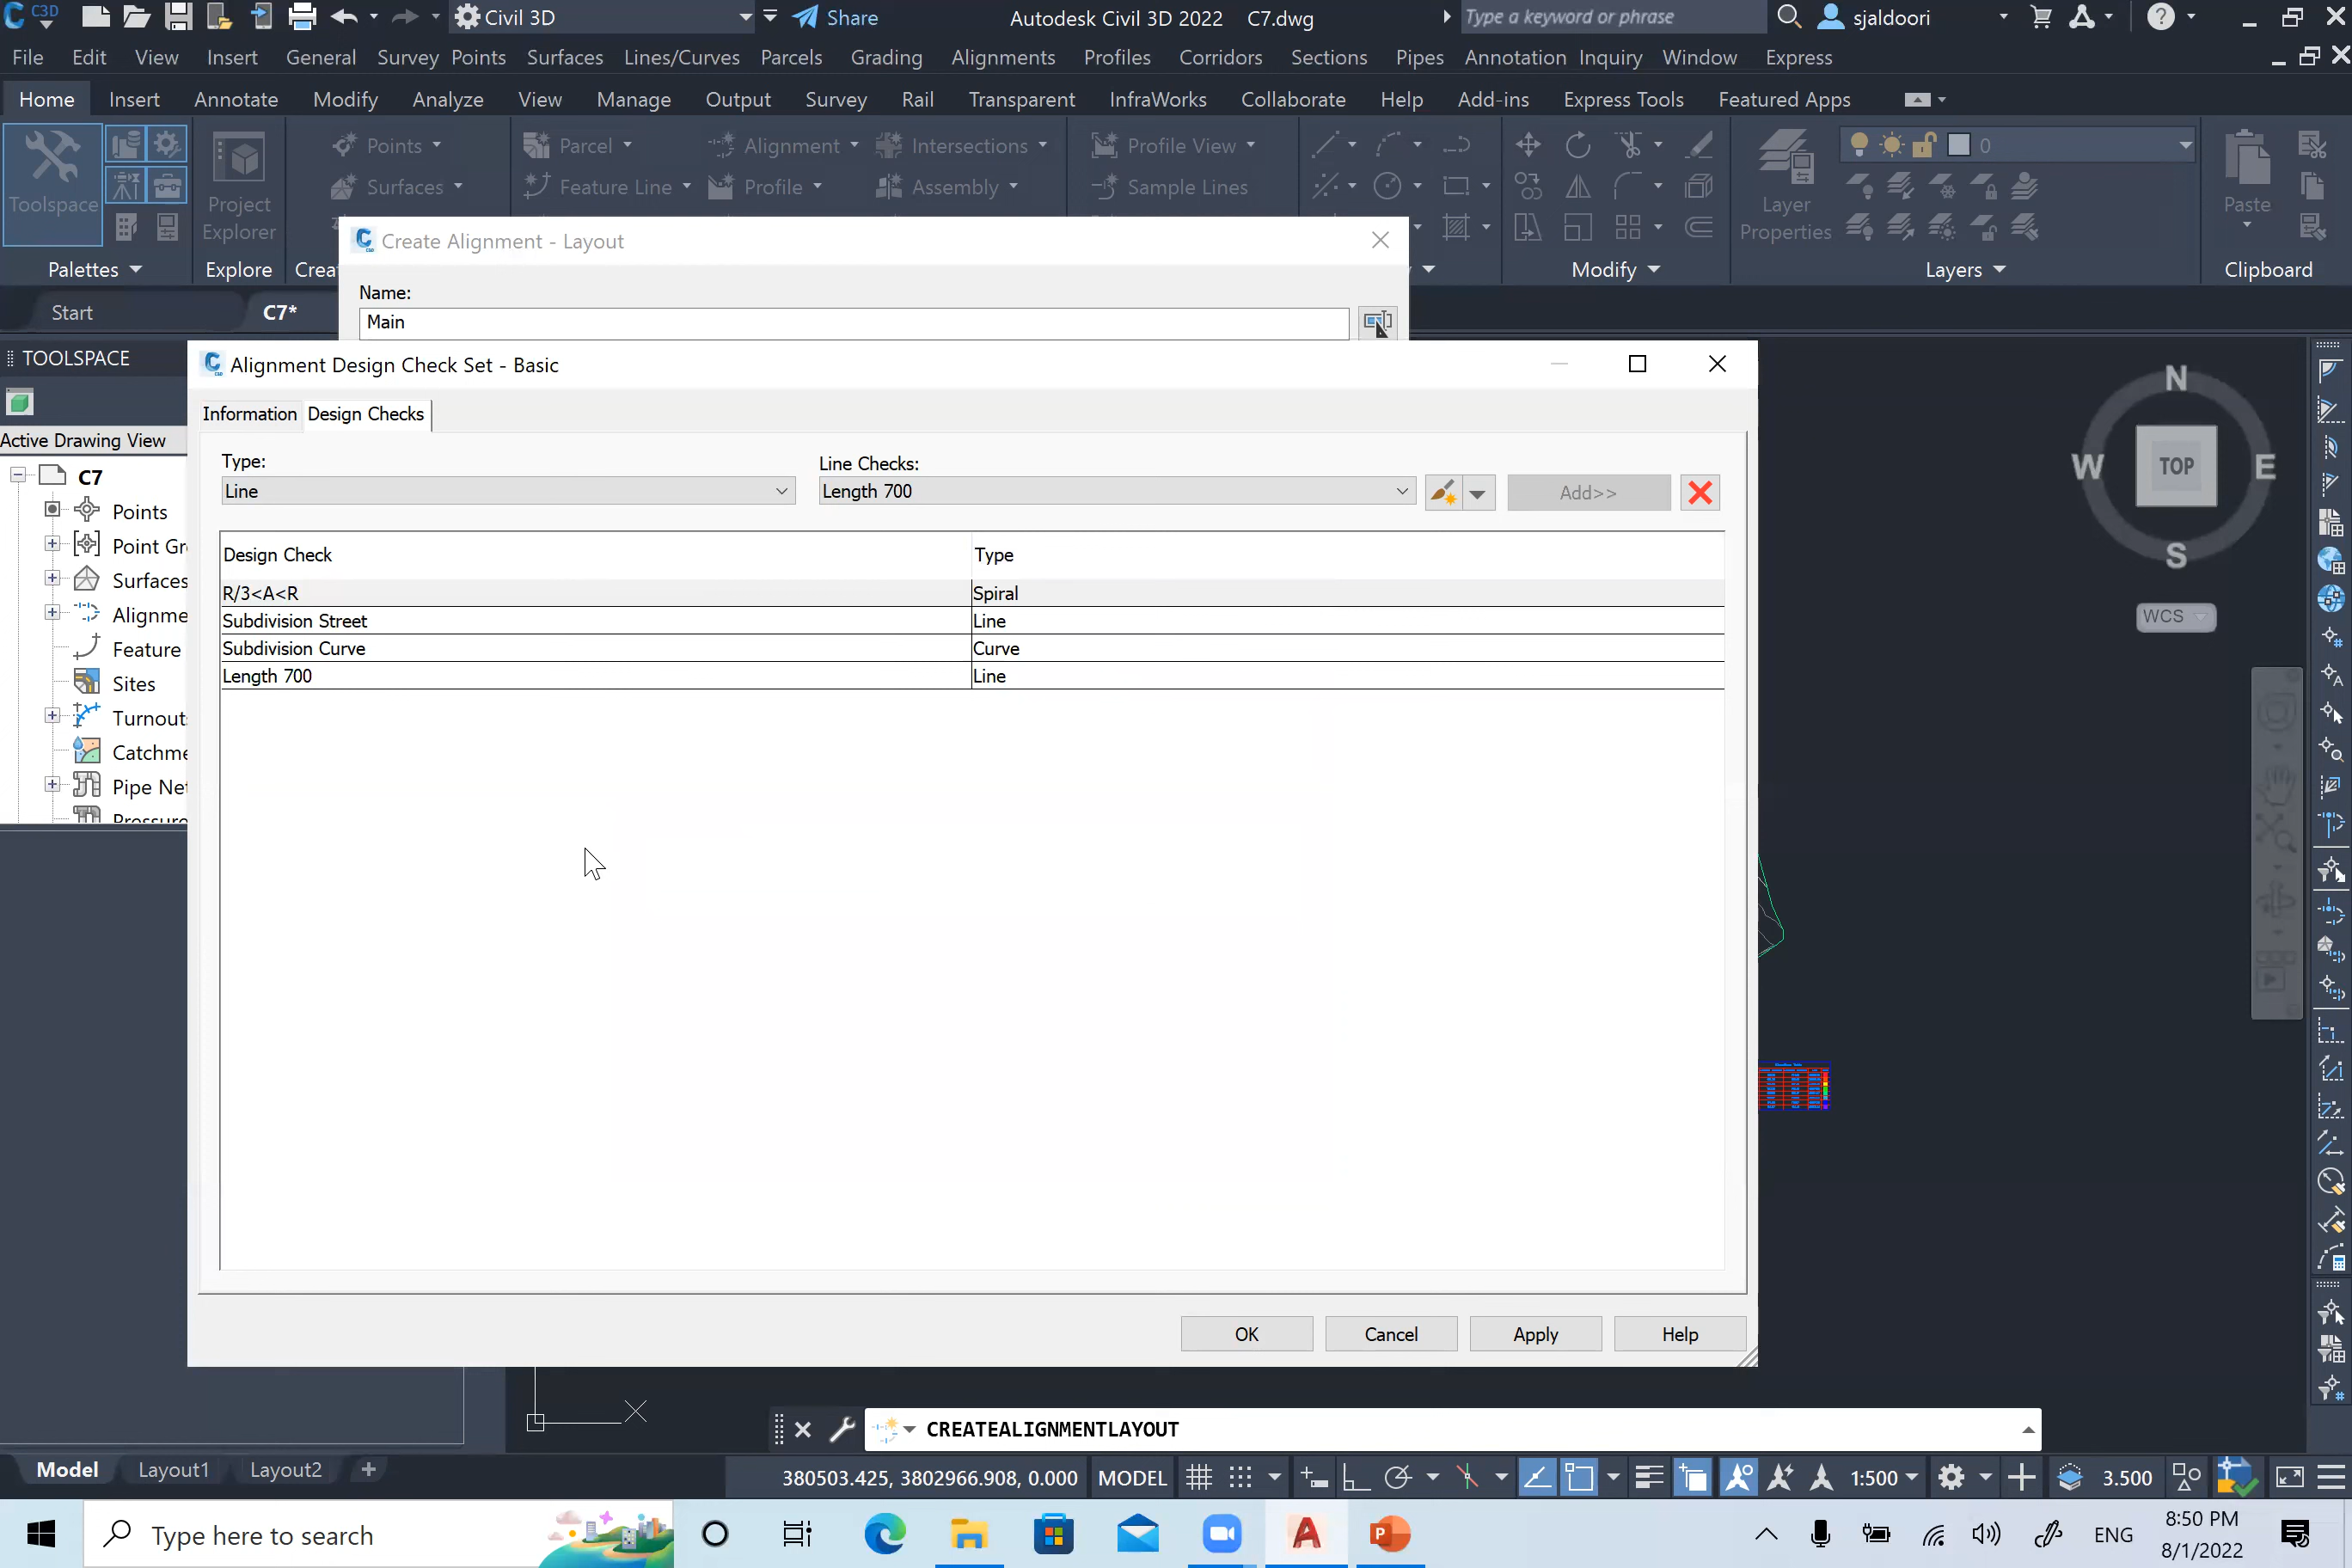 C3D
Civil 3D
Share
Autodesk Civil 3D 2022 C7.dwg
Type a keyword or phrase
sjaldoori
File Edit View Insert General Survey Points Surfaces Lines/Curves Parcels Grading Alignments Profiles Corridors Sections Pipes Annotation Inquiry Window Express
Home Insert Annotate Modify Analyze View Manage Output Survey Rail Transparent InfraWorks Collaborate Help Add-ins Express Tools Featured Apps
Points Parcel Alignment Intersections Profile View 0
Surfaces Feature Line Profile Assembly Sample Lines
Toolspace Project Explorer Layer Properties Paste
Palettes Explore Modify Layers Clipboard
Create Alignment - Layout
Name:
Main
Start C7*
TOOLSPACE
Alignment Design Check Set - Basic
Information Design Checks
Active Drawing View
Type: Line Checks:
Line Length 700 Add>>
C7
Points
Surfaces
Feature
Sites
Design Check Type
R/3<A<R Spiral
Subdivision Street Line
Subdivision Curve Curve
Length 700 Line
N
W TOP E
S
WCS
OK Cancel Apply Help
CREATEALIGNMENTLAYOUT
Model Layout1 Layout2 +
380503.425, 3802966.908, 0.000 MODEL 1:500 3.500
Type here to search
ENG
8:50 PM
8/1/2022